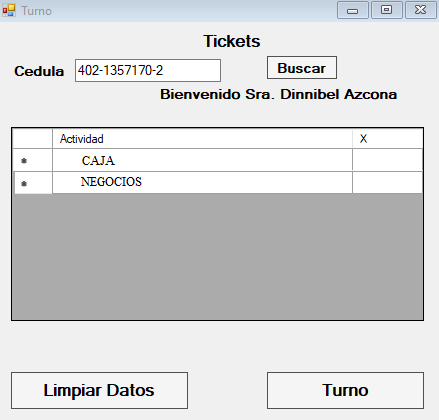 Turno
Tickets
Cedula 402-1357170-2 Buscar
Bienvenido Sra. Dinnibel Azcona
Actividad X
CAJA
NEGOCIOS
Limpiar Datos Turno